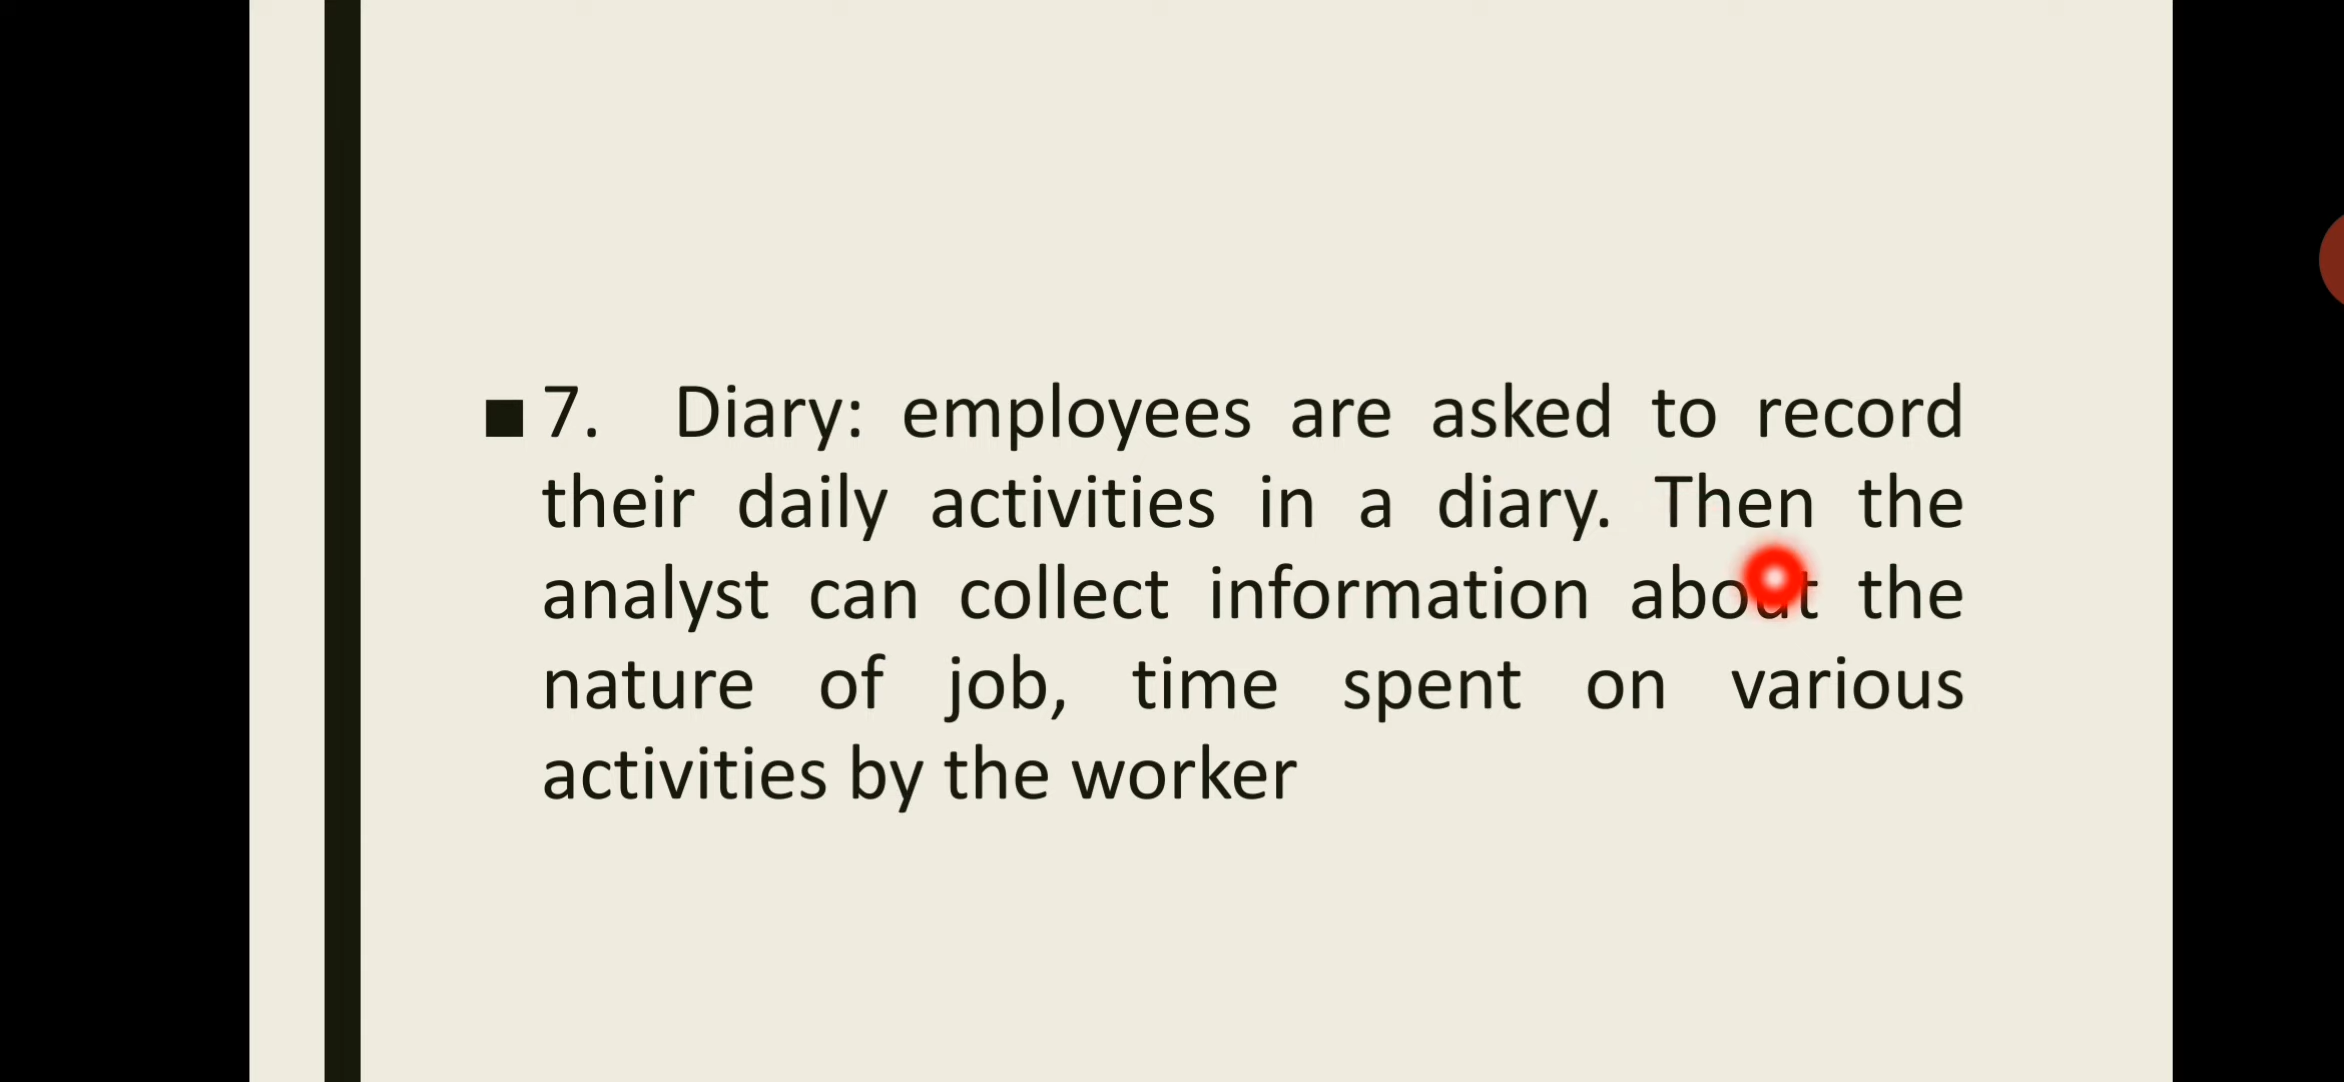 ■ 7. Diary: employees are asked to record
their daily activities in a diary. Then the
analyst can collect information about the
nature of job, time spent on various
activities by the worker